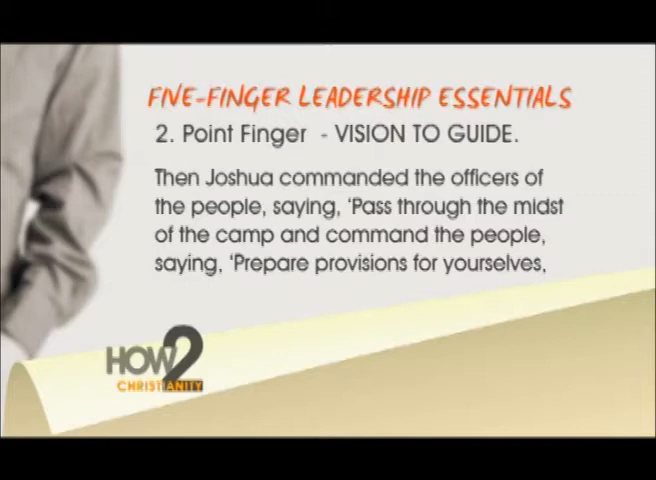 FIVE-FINGER LEADERSHIP ESSENTIALS
2. Point Finger - VISION TO GUIDE.
Then Joshua commanded the officers of
the people, saying, 'Pass through the midst
of the camp and command the people,
saying, 'Prepare provisions for yourselves,
HOW2
CHRISTIANITY